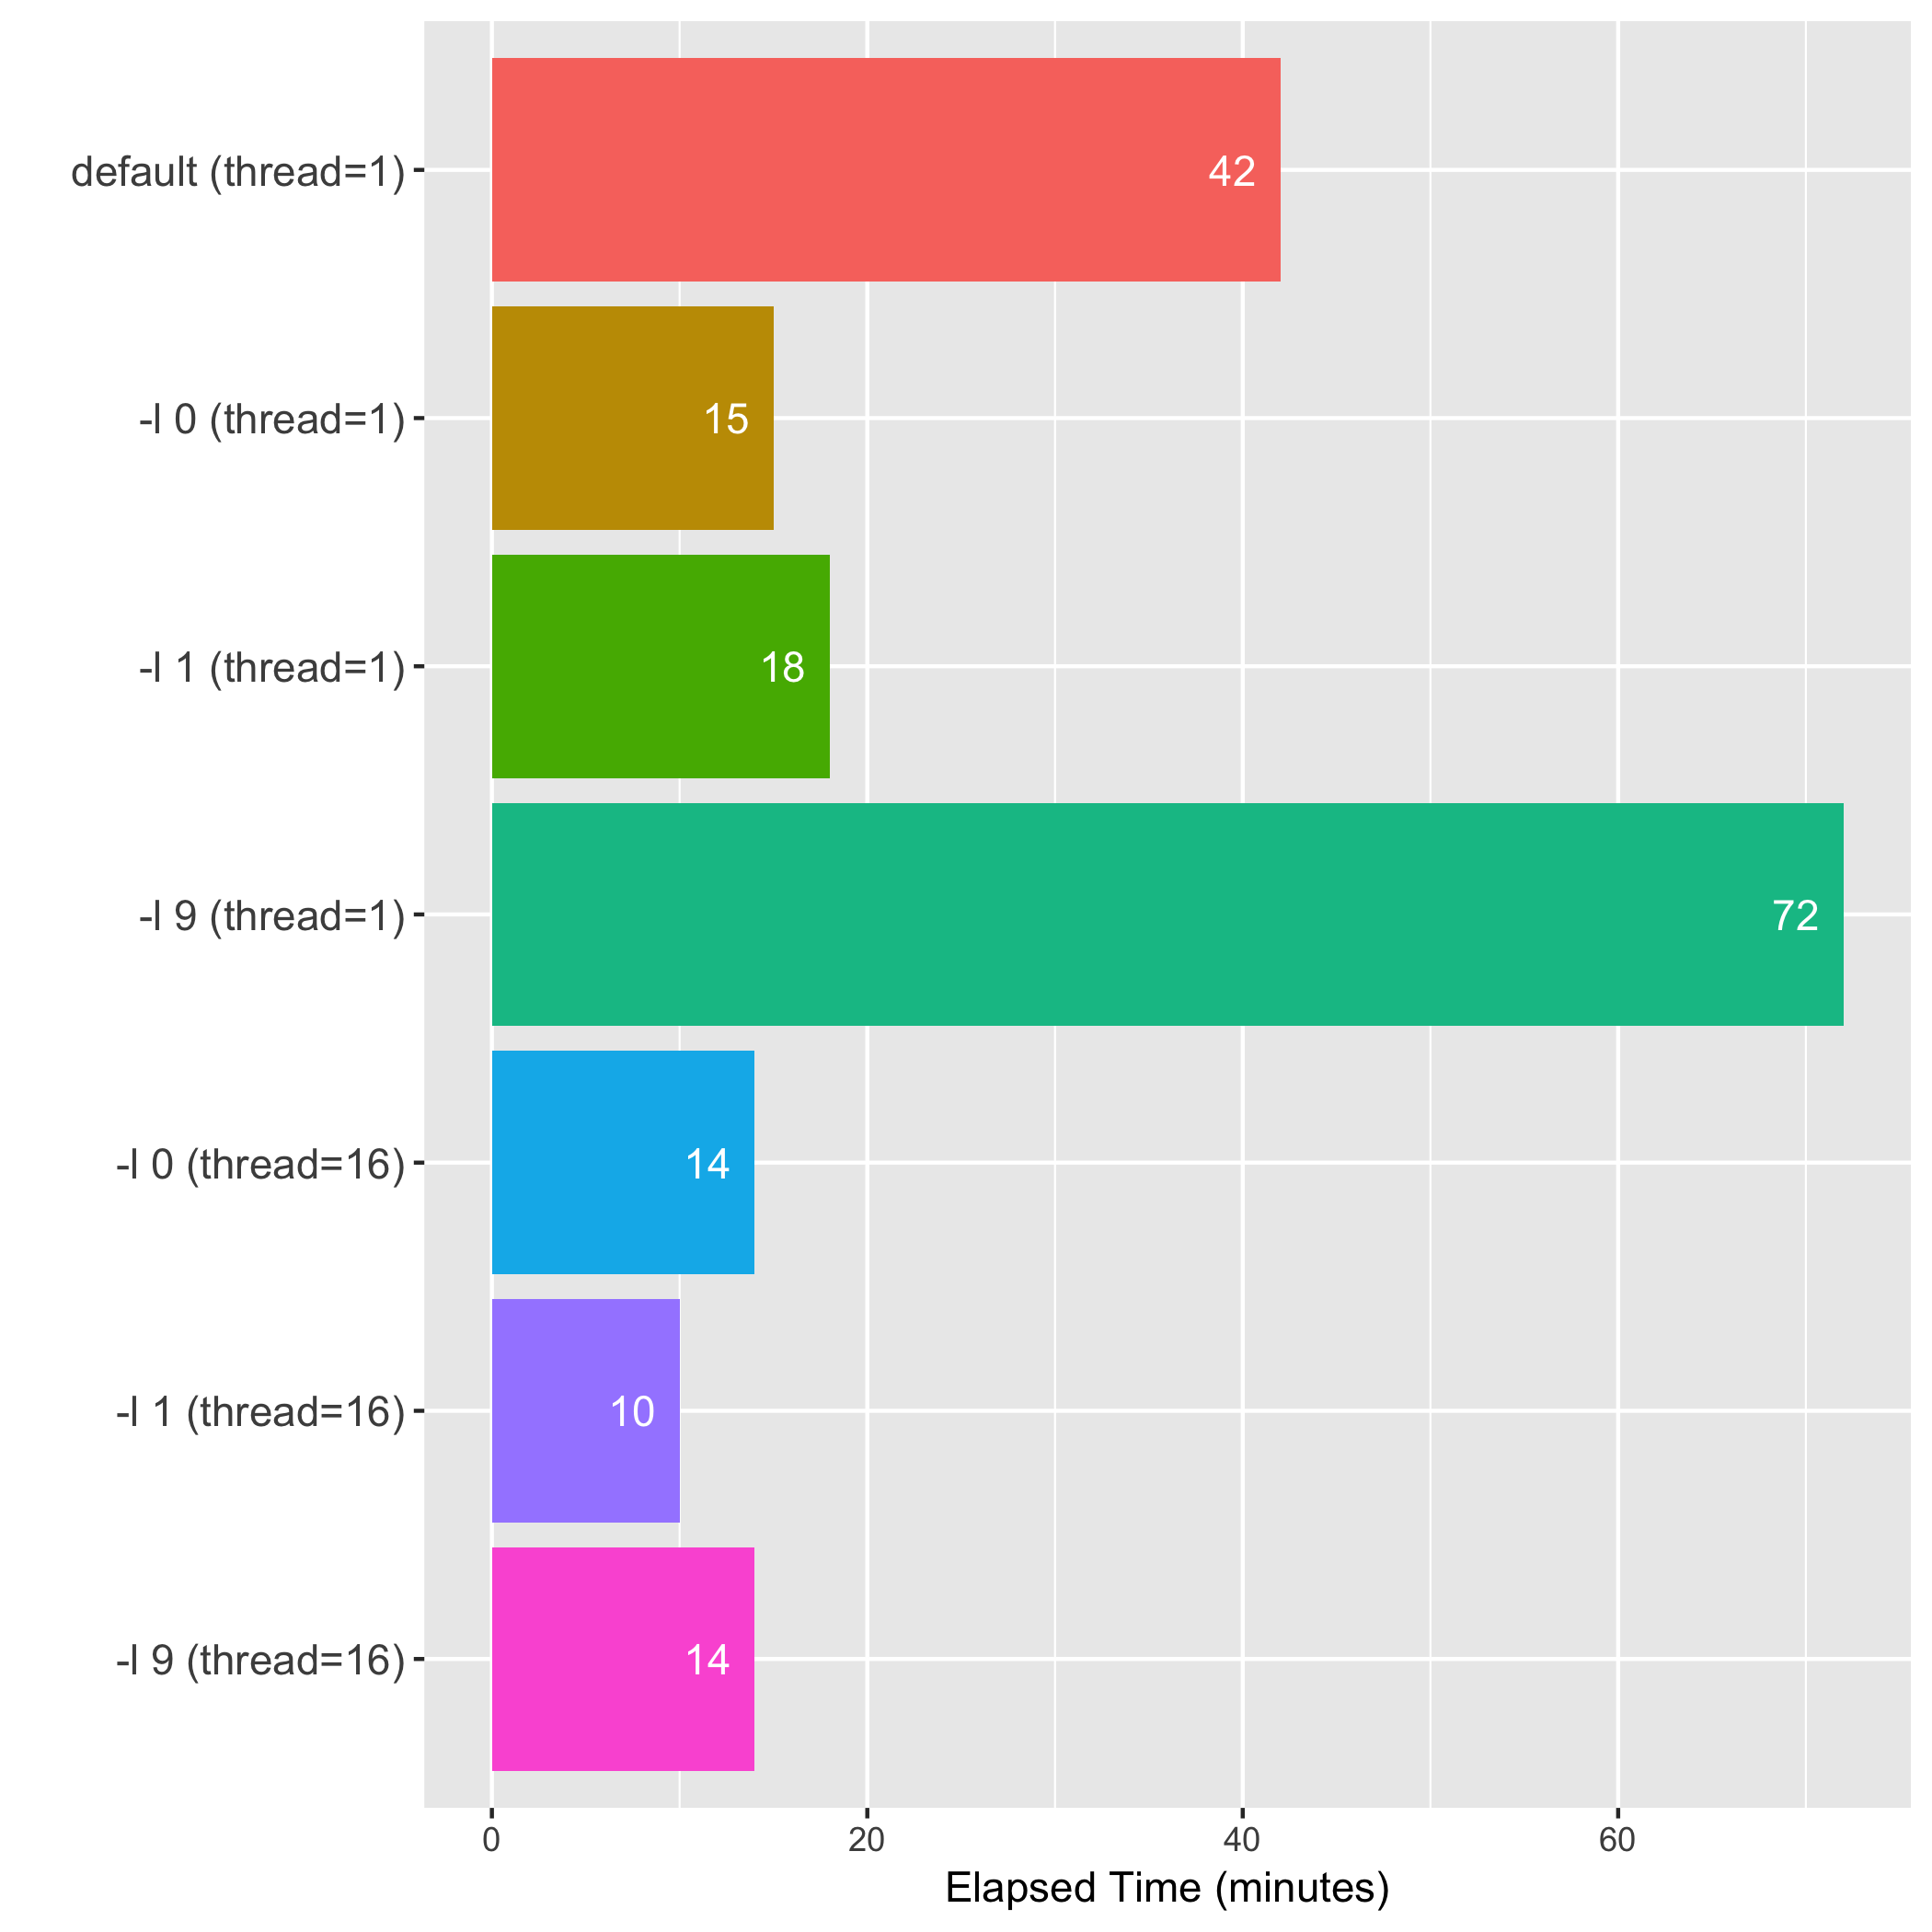 default (thread=1)
42
-l 0 (thread=1)
15
-l 1 (thread=1)
18
-l 9 (thread=1)
72
-l 0 (thread=16)
14
-l 1 (thread=16)
10
-l 9 (thread=16)
14
0 20 40 60
Elapsed Time (minutes)